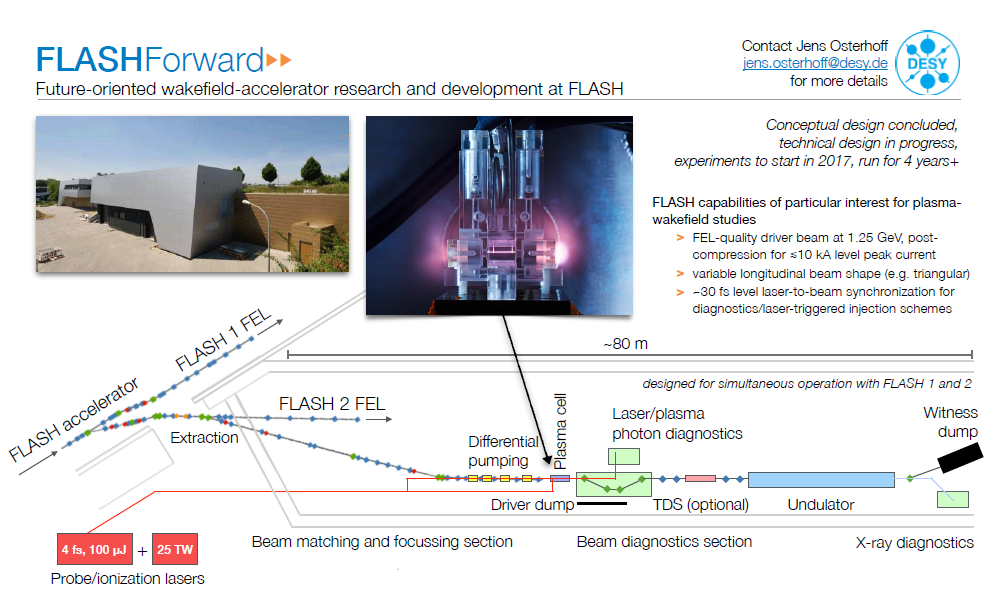 FLASHForward
Future-oriented wakefield-accelerator research and development at FLASH
Contact Jens Osterhoff
jens.osterhoff@desy.de
for more details
DESY
Conceptual design concluded,
technical design in progress,
experiments to start in 2017, run for 4 years+
FLASH capabilities of particular interest for plasma-
wakefield studies
> FEL-quality driver beam at 1.25 GeV, post-
compression for ≲10 kA level peak current
> variable longitudinal beam shape (e.g. triangular)
> ~30 fs level laser-to-beam synchronization for
diagnostics/laser-triggered injection schemes
~80 m
designed for simultaneous operation with FLASH 1 and 2
FLASH 1 FEL
FLASH accelerator
FLASH 2 FEL
Extraction
Differential
pumping
Plasma cell
Laser/plasma
photon diagnostics
Witness
dump
Driver dump
TDS (optional)
Undulator
Beam matching and focussing section
Beam diagnostics section
X-ray diagnostics
4 fs, 100 µJ + 25 TW
Probe/ionization lasers